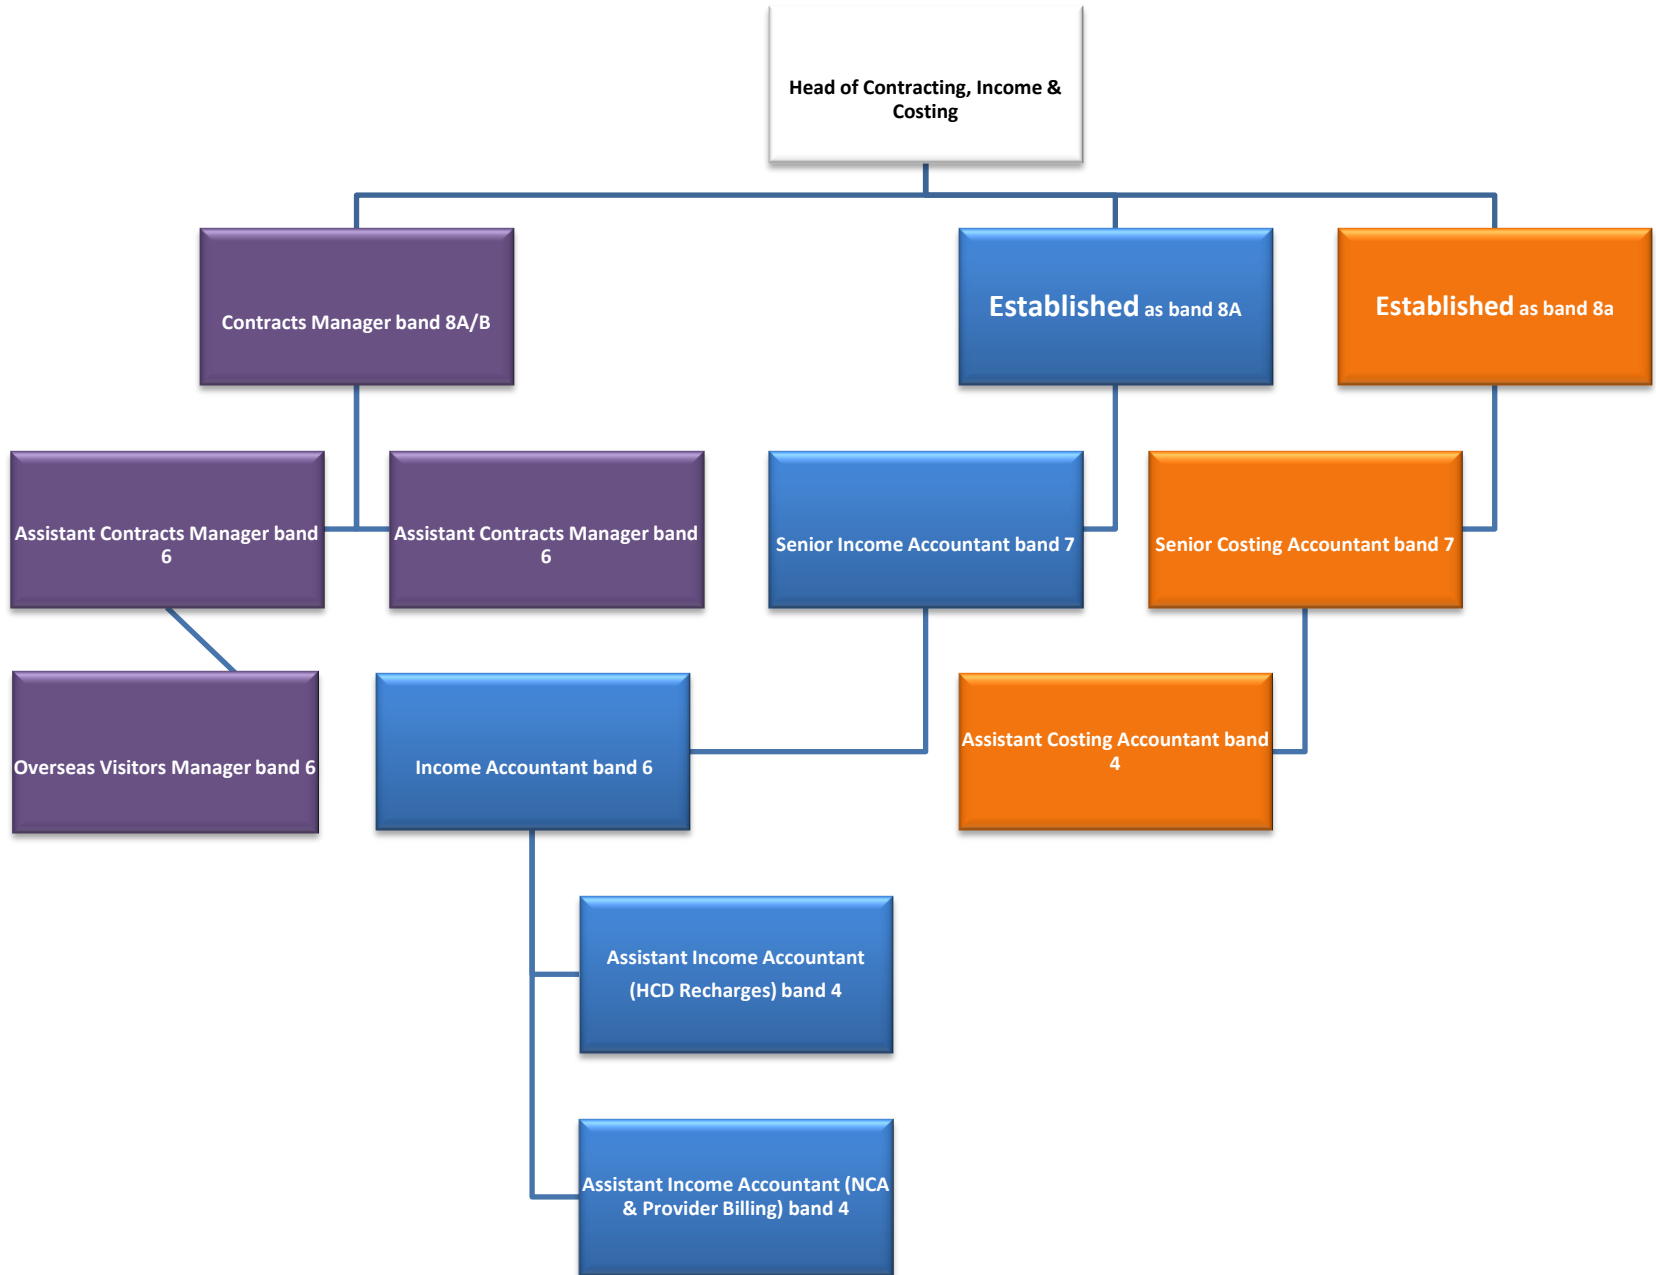 Head of Contracting, Income &
Costing
Contracts Manager band 8A/B
Established as band 8A
Established as band 8a
Assistant Contracts Manager band
6
Assistant Contracts Manager band
6
Senior Income Accountant band 7
Senior Costing Accountant band 7
Overseas Visitors Manager band 6
Income Accountant band 6
Assistant Costing Accountant band
4
Assistant Income Accountant
(HCD Recharges) band 4
Assistant Income Accountant (NCA
& Provider Billing) band 4